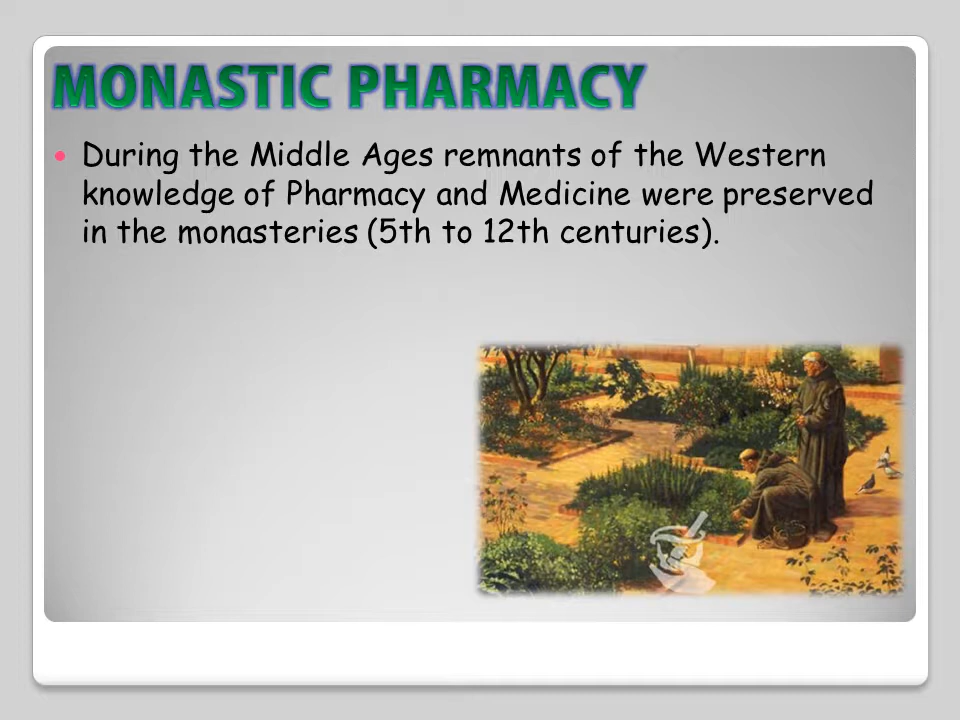 MONASTIC PHARMACY
During the Middle Ages remnants of the Western
knowledge of Pharmacy and Medicine were preserved
in the monasteries (5th to 12th centuries).